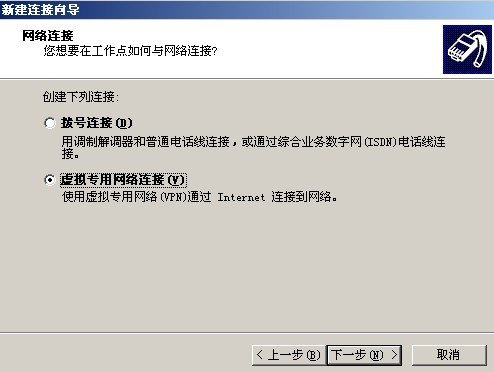 新建连接向导
网络连接
您想要在工作点如何与网络连接?
创建下列连接:
拨号连接(D)
用调制解调器和普通电话线连接，或通过综合业务数字网(ISDN)电话线连
接。
虚拟专用网络连接(V)
使用虚拟专用网络(VPN)通过 Internet 连接到网络。
< 上一步(B) 下一步(N) > 取消